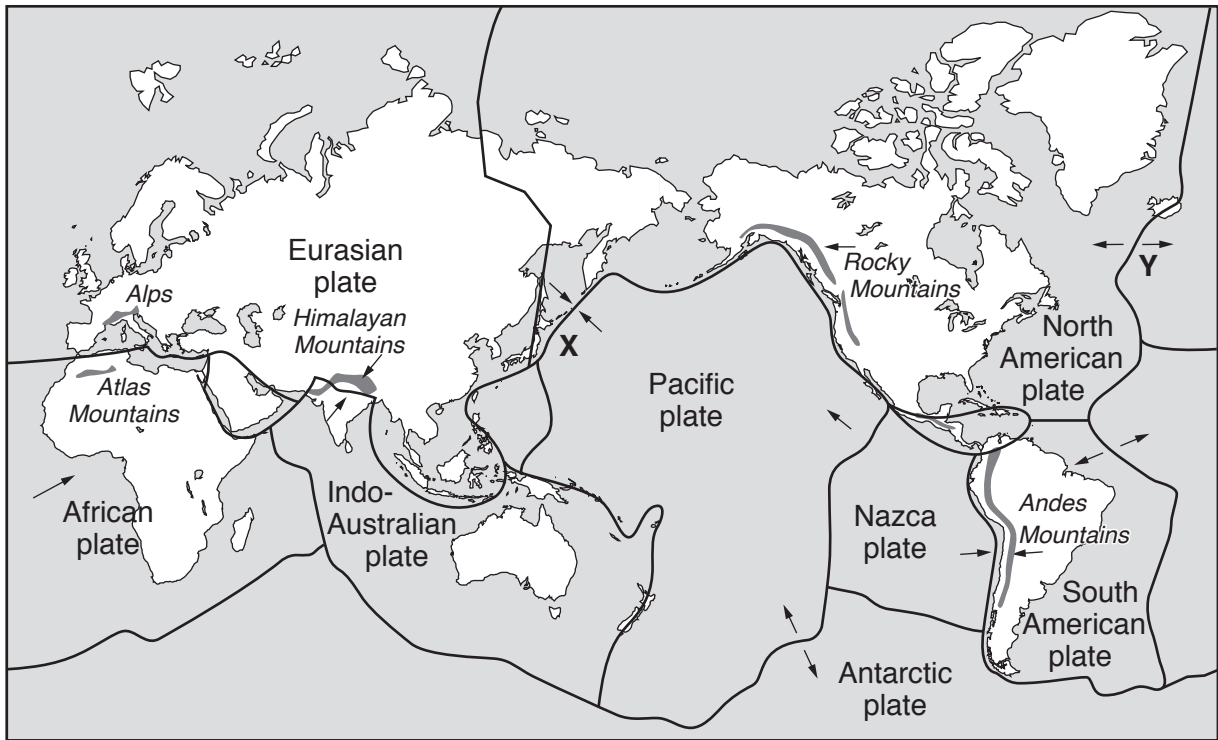 Eurasian
plate
Alps
Himalayan
Mountains
Atlas
Mountains
African
plate
Indo-
Australian
plate
X
Pacific
plate
Rocky
Mountains
Y
North
American
plate
Nazca
plate
Andes
Mountains
South
American
plate
Antarctic
plate